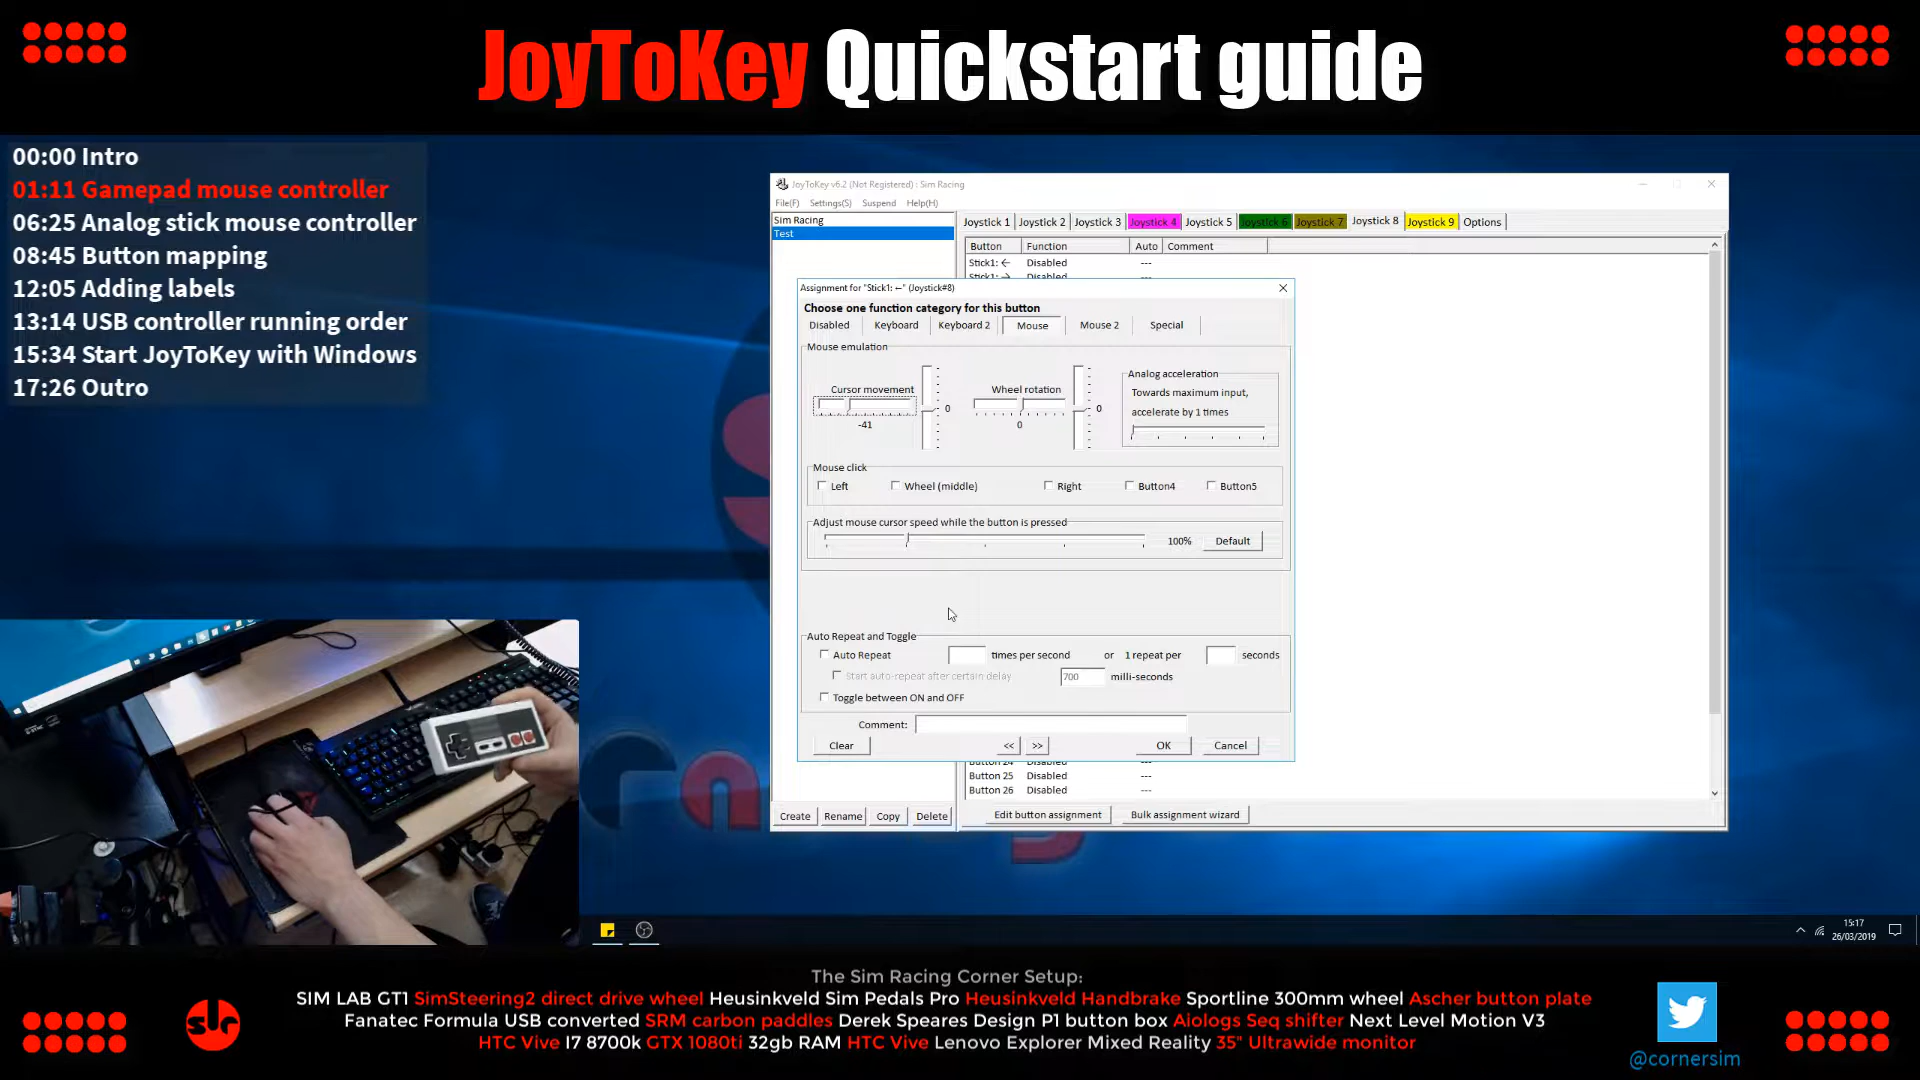 JoyToKey Quickstart guide
00:00 Intro
01:11 Gamepad mouse controller
06:25 Analog stick mouse controller
08:45 Button mapping
12:05 Adding labels
13:14 USB controller running order
15:34 Start JoyToKey with Windows
17:26 Outro
JoyToKey v6.2 (Not Registered) : Sim Racing
File(F) Settings(S) Suspend Help(H)
Sim Racing
Test
Joystick 1 Joystick 2 Joystick 3 Joystick 4 Joystick 5 Joystick 6 Joystick 7 Joystick 8 Joystick 9 Options
Button Function Auto Comment
Stick1: ← Disabled ---
Stick1: → Disabled ---
Assignment for "Stick1: ←" (Joystick#8)
Choose one function category for this button
Disabled Keyboard Keyboard 2 Mouse Mouse 2 Special
Mouse emulation
Cursor movement
0
-41
Wheel rotation
0
0
Analog acceleration
Towards maximum input,
accelerate by 1 times
Mouse click
Left Wheel (middle) Right Button4 Button5
Adjust mouse cursor speed while the button is pressed
100% Default
Auto Repeat and Toggle
Auto Repeat times per second or 1 repeat per seconds
Start auto-repeat after certain delay 700 milli-seconds
Toggle between ON and OFF
Comment:
Clear << >> OK Cancel
Button 24 Disabled ---
Button 25 Disabled ---
Button 26 Disabled ---
Create Rename Copy Delete
Edit button assignment Bulk assignment wizard
15:17
26/03/2019
The Sim Racing Corner Setup:
SIM LAB GT1 SimSteering2 direct drive wheel Heusinkveld Sim Pedals Pro Heusinkveld Handbrake Sportline 300mm wheel Ascher button plate
Fanatec Formula USB converted SRM carbon paddles Derek Speares Design P1 button box Aiologs Seq shifter Next Level Motion V3
HTC Vive I7 8700k GTX 1080ti 32gb RAM HTC Vive Lenovo Explorer Mixed Reality 35" Ultrawide monitor
@cornersim